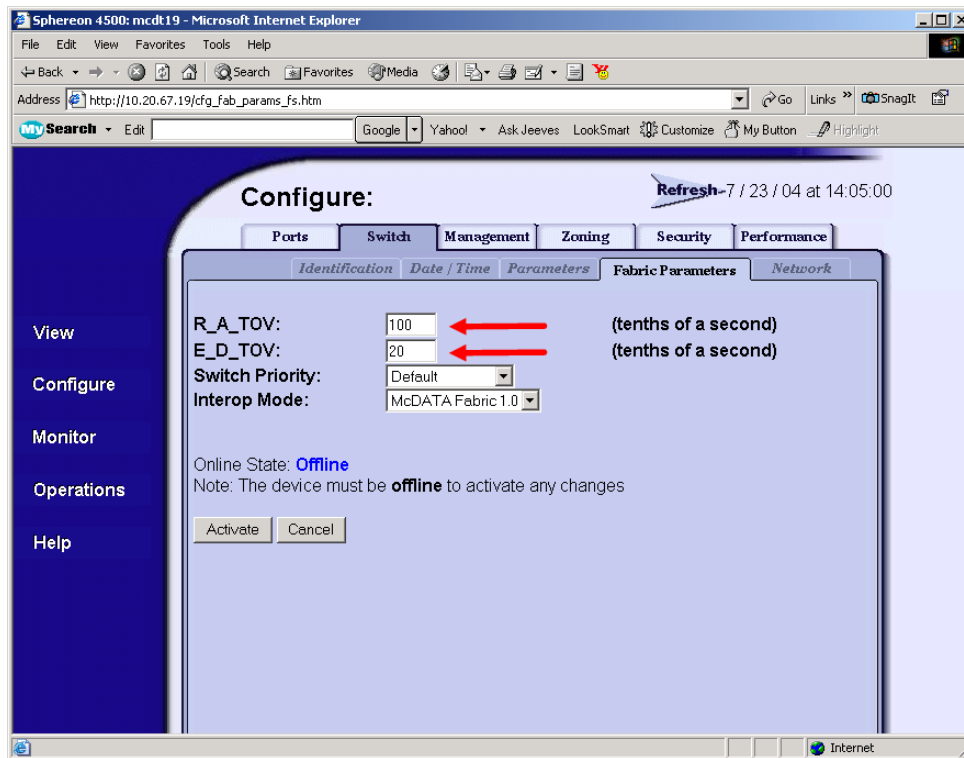 Sphereon 4500: mcdt19 - Microsoft Internet Explorer
File Edit View Favorites Tools Help
Back Search Favorites Media
Address http://10.20.67.19/cfg_fab_params_fs.htm Go Links » SnagIt
My Search Edit Google Yahoo! Ask Jeeves LookSmart Customize My Button Highlight
Configure: Refresh-7 / 23 / 04 at 14:05:00
Ports Switch Management Zoning Security Performance
Identification Date / Time Parameters Fabric Parameters Network
View
Configure
Monitor
Operations
Help
R_A_TOV: 100 (tenths of a second)
E_D_TOV: 20 (tenths of a second)
Switch Priority: Default
Interop Mode: McDATA Fabric 1.0
Online State: Offline
Note: The device must be offline to activate any changes
Activate Cancel
Internet